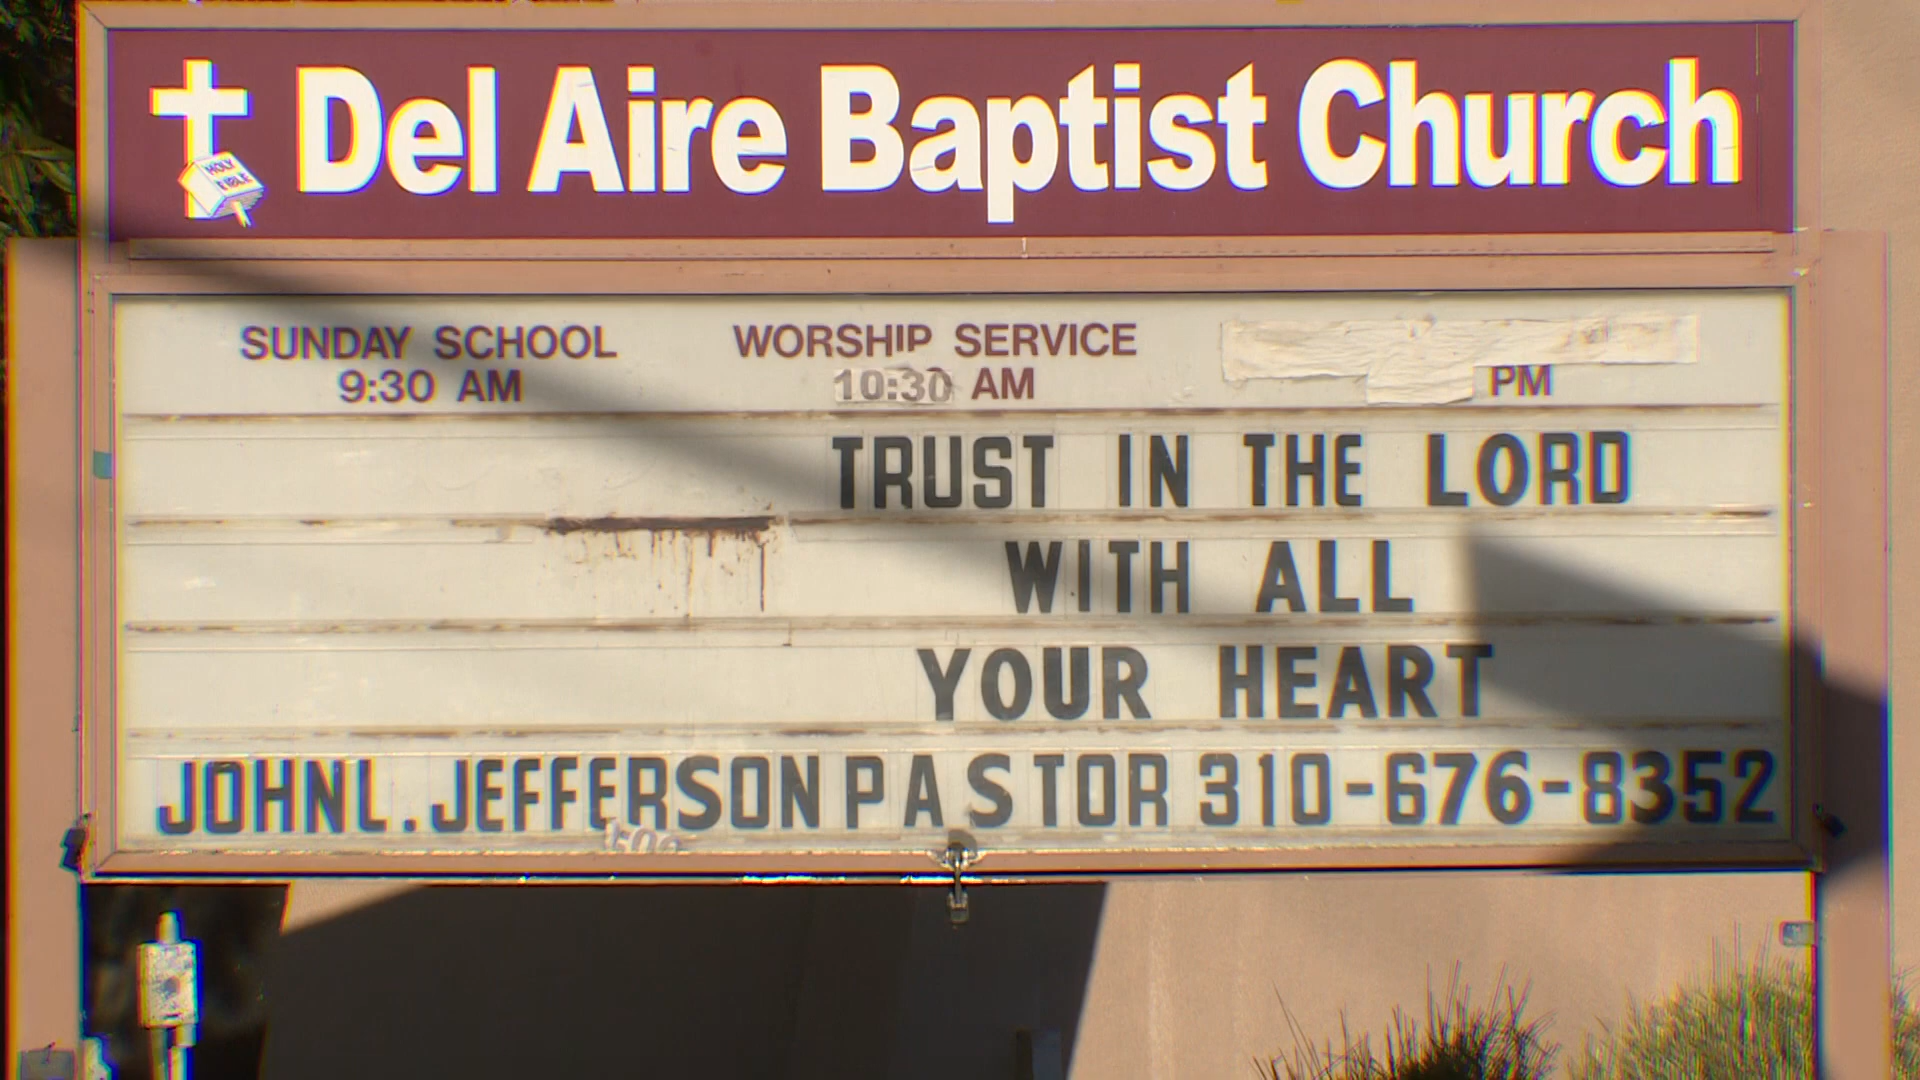 Del Aire Baptist Church
HOLY BIBLE
SUNDAY SCHOOL WORSHIP SERVICE
9:30 AM 10:30 AM PM
TRUST IN THE LORD
WITH ALL
YOUR HEART
JOHNL.JEFFERSON PASTOR 310-676-8352